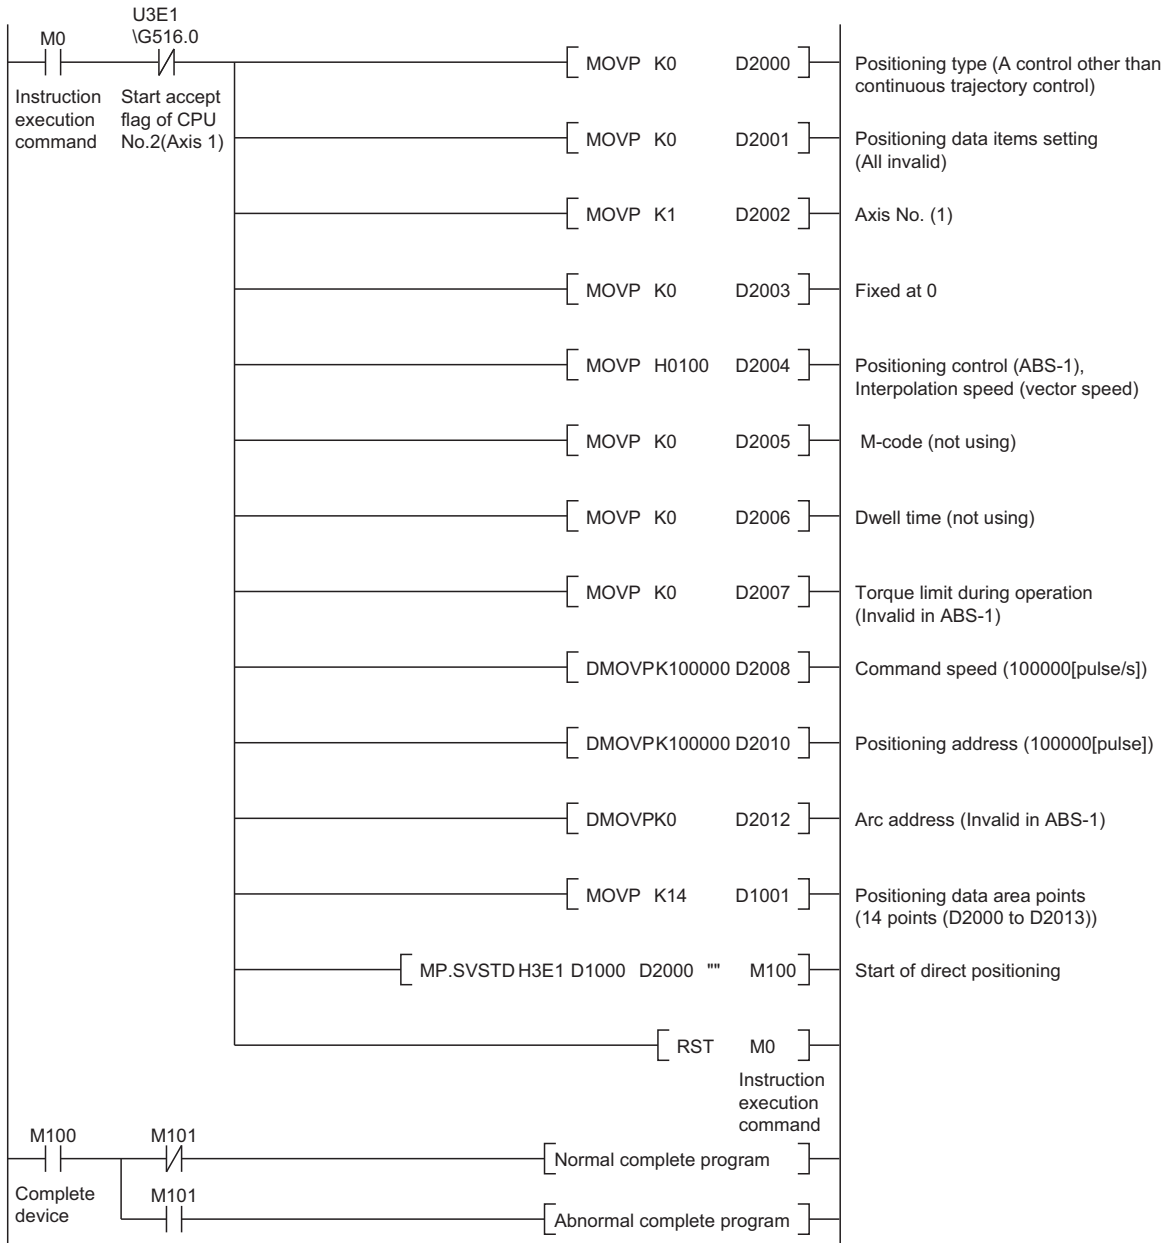 U3E1
M0 \G516.0
MOVP K0 D2000 Positioning type (A control other than
continuous trajectory control)
Instruction Start accept
execution flag of CPU
command No.2(Axis 1)
MOVP K0 D2001 Positioning data items setting
(All invalid)
MOVP K1 D2002 Axis No. (1)
MOVP K0 D2003 Fixed at 0
MOVP H0100 D2004 Positioning control (ABS-1),
Interpolation speed (vector speed)
MOVP K0 D2005 M-code (not using)
MOVP K0 D2006 Dwell time (not using)
MOVP K0 D2007 Torque limit during operation
(Invalid in ABS-1)
DMOVPK100000 D2008 Command speed (100000[pulse/s])
DMOVPK100000 D2010 Positioning address (100000[pulse])
DMOVPK0 D2012 Arc address (Invalid in ABS-1)
MOVP K14 D1001 Positioning data area points
(14 points (D2000 to D2013))
MP.SVSTD H3E1 D1000 D2000 "" M100 Start of direct positioning
RST M0
Instruction
execution
command
M100 M101
Normal complete program
Complete
device
M101
Abnormal complete program